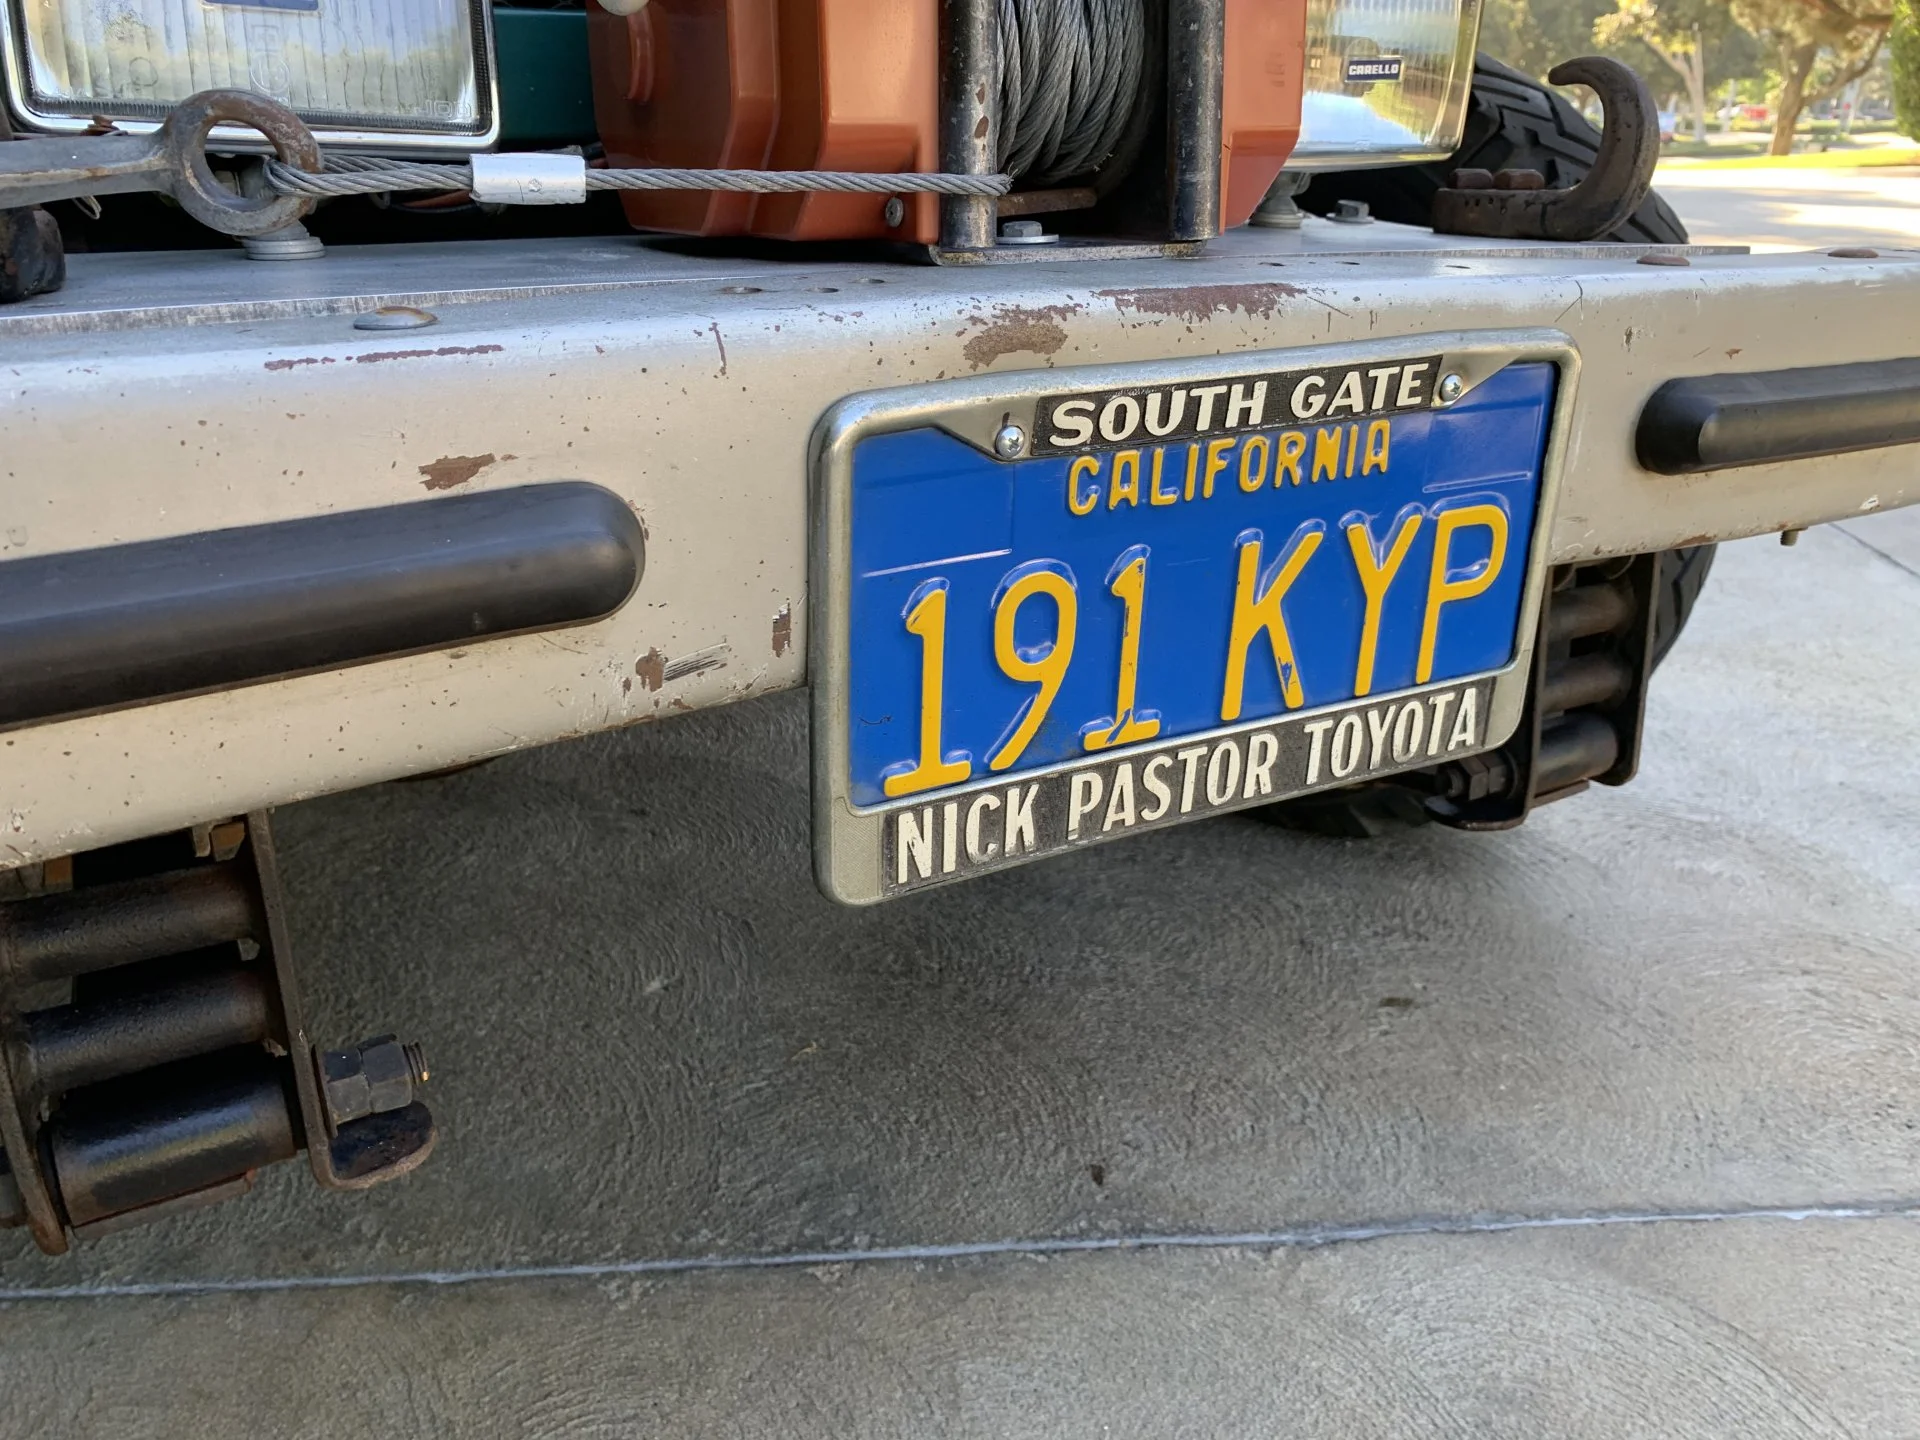 CARELLO
SOUTH GATE
CALIFORNIA
191 KYP
NICK PASTOR TOYOTA